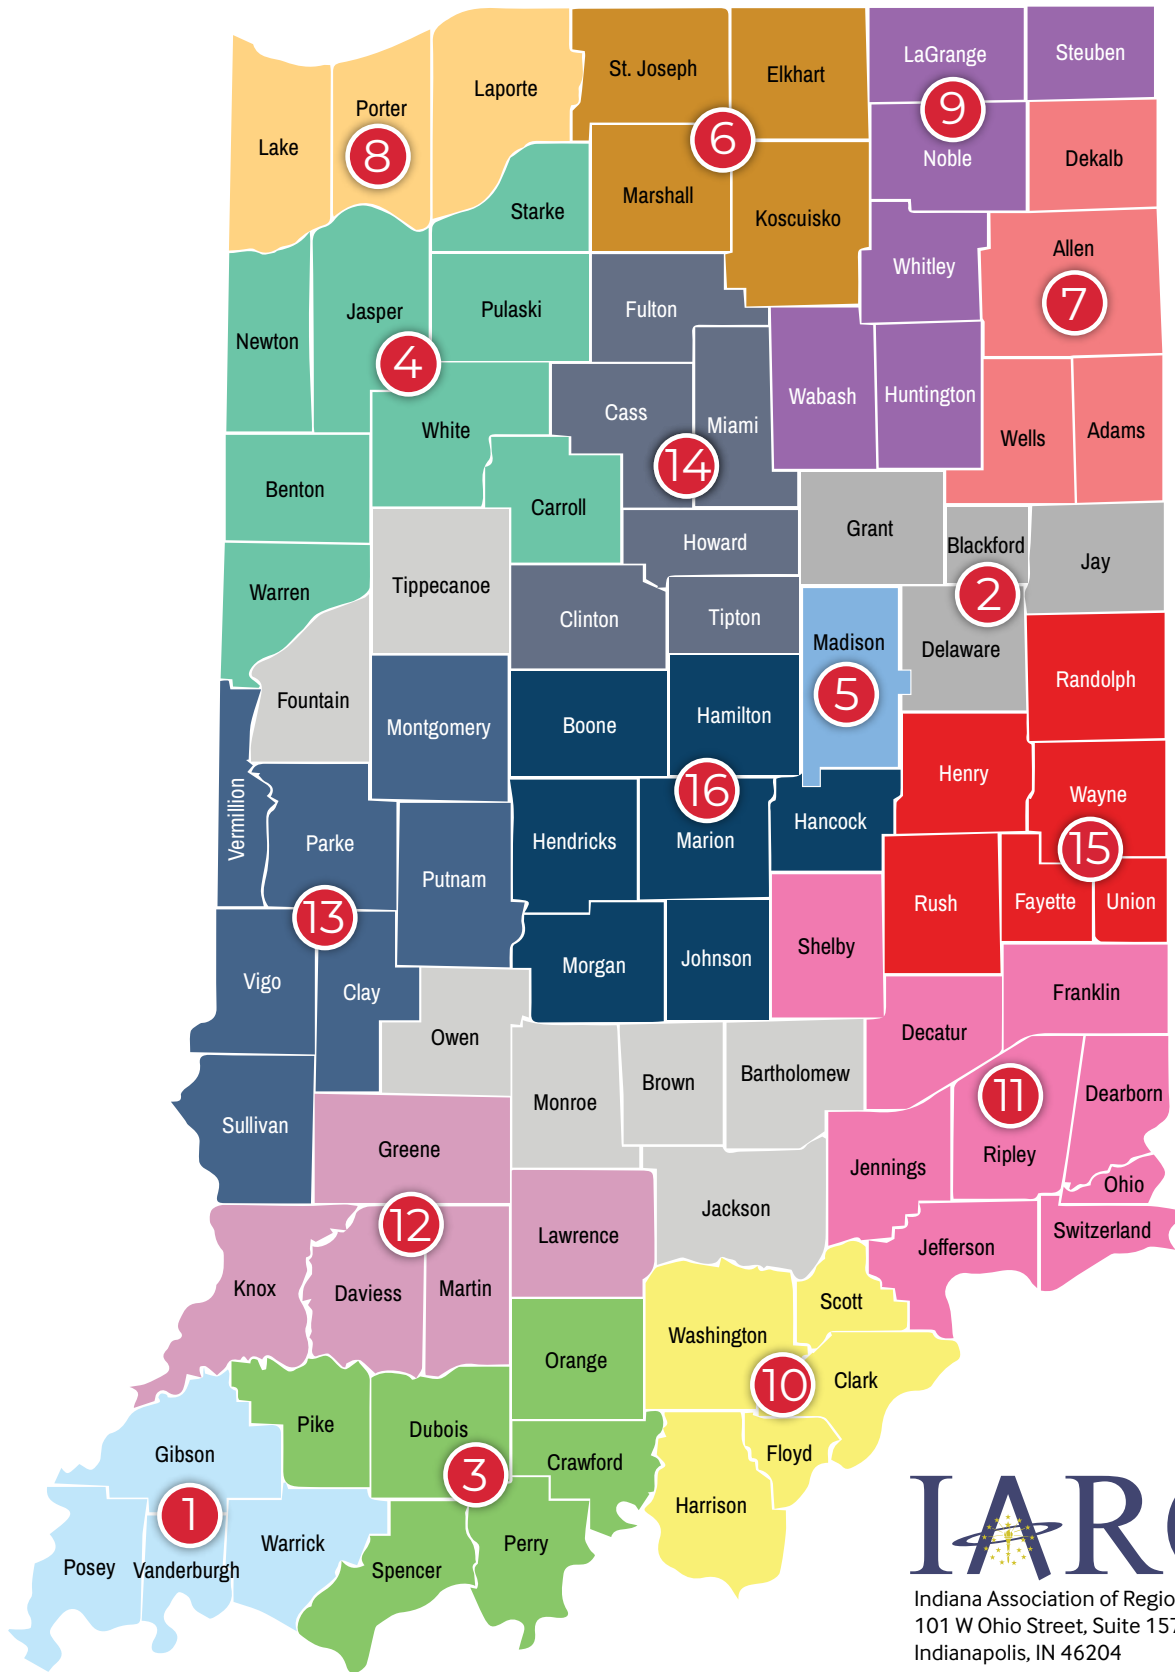 LaGrange
Steuben
St. Joseph
Elkhart
Laporte
Porter
9
6
Lake
8
Noble
Dekalb
Marshall
Starke
Koscuisko
Allen
Whitley
7
Jasper
Pulaski
Fulton
Newton
4
Wabash
Huntington
Cass
Miami
White
Wells
Adams
14
Benton
Carroll
Grant
Howard
Blackford
Jay
Tippecanoe
Warren
2
Clinton
Tipton
Madison
Delaware
Randolph
5
Fountain
Montgomery
Boone
Hamilton
Henry
16
Wayne
Vermillion
Parke
Hendricks
Marion
Hancock
15
Putnam
Rush
Fayette
Union
13
Shelby
Johnson
Morgan
Vigo
Clay
Franklin
Decatur
Owen
Bartholomew
Brown
Monroe
11
Dearborn
Sullivan
Greene
Ripley
Jennings
Ohio
Jackson
12
Lawrence
Switzerland
Jefferson
Knox
Daviess
Martin
Scott
Washington
Orange
10
Clark
Pike
Dubois
Floyd
Gibson
Crawford
3
Harrison
1
Warrick
Perry
Posey
Vanderburgh
Spencer
IAR
Indiana Association of Regio
101 W Ohio Street, Suite 157
Indianapolis, IN 46204